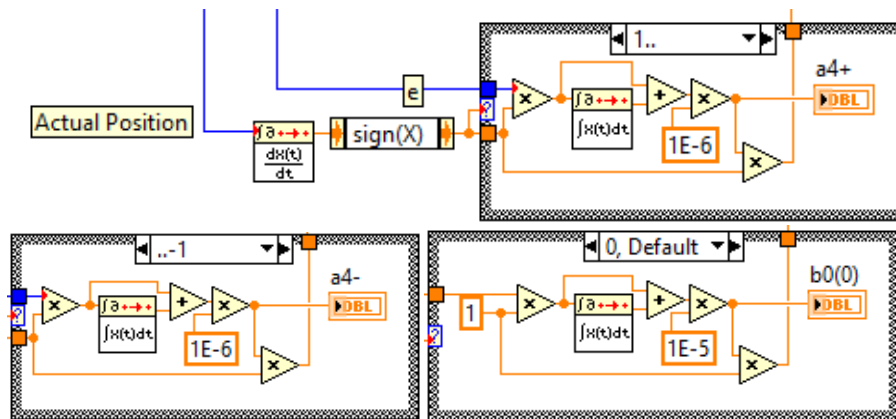 1..
a4+
e
×
+
×
?
Actual Position
∫∂
∫∂
sign(X)
dX(t)
dt
∫X(t)dt
1E-6
DBL
×
..-1
0, Default
a4-
b0(0)
×
+
×
?
∫∂
∫X(t)dt
1E-6
DBL
×
1
×
+
×
?
∫∂
∫X(t)dt
1E-5
DBL
×